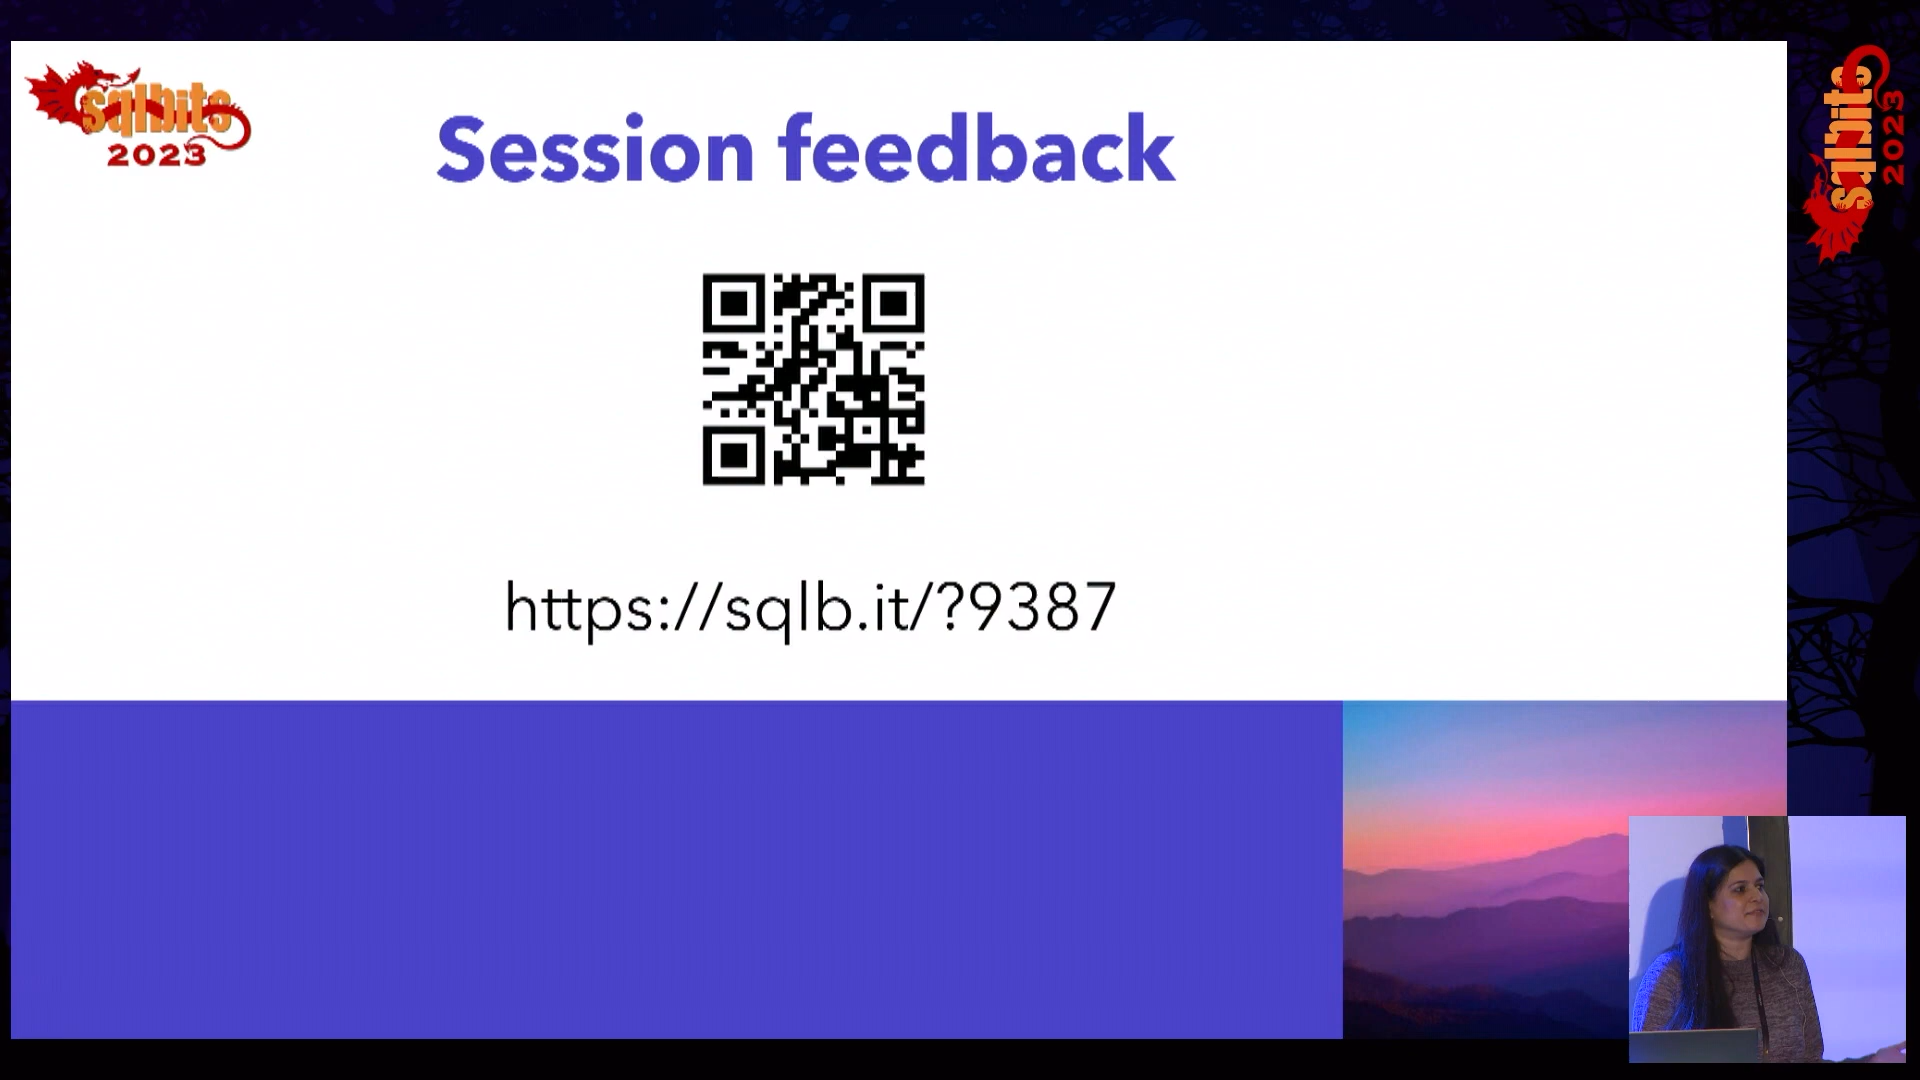 sqlbits
2023
Session feedback
https://sqlb.it/?9387
sqlbits
2023